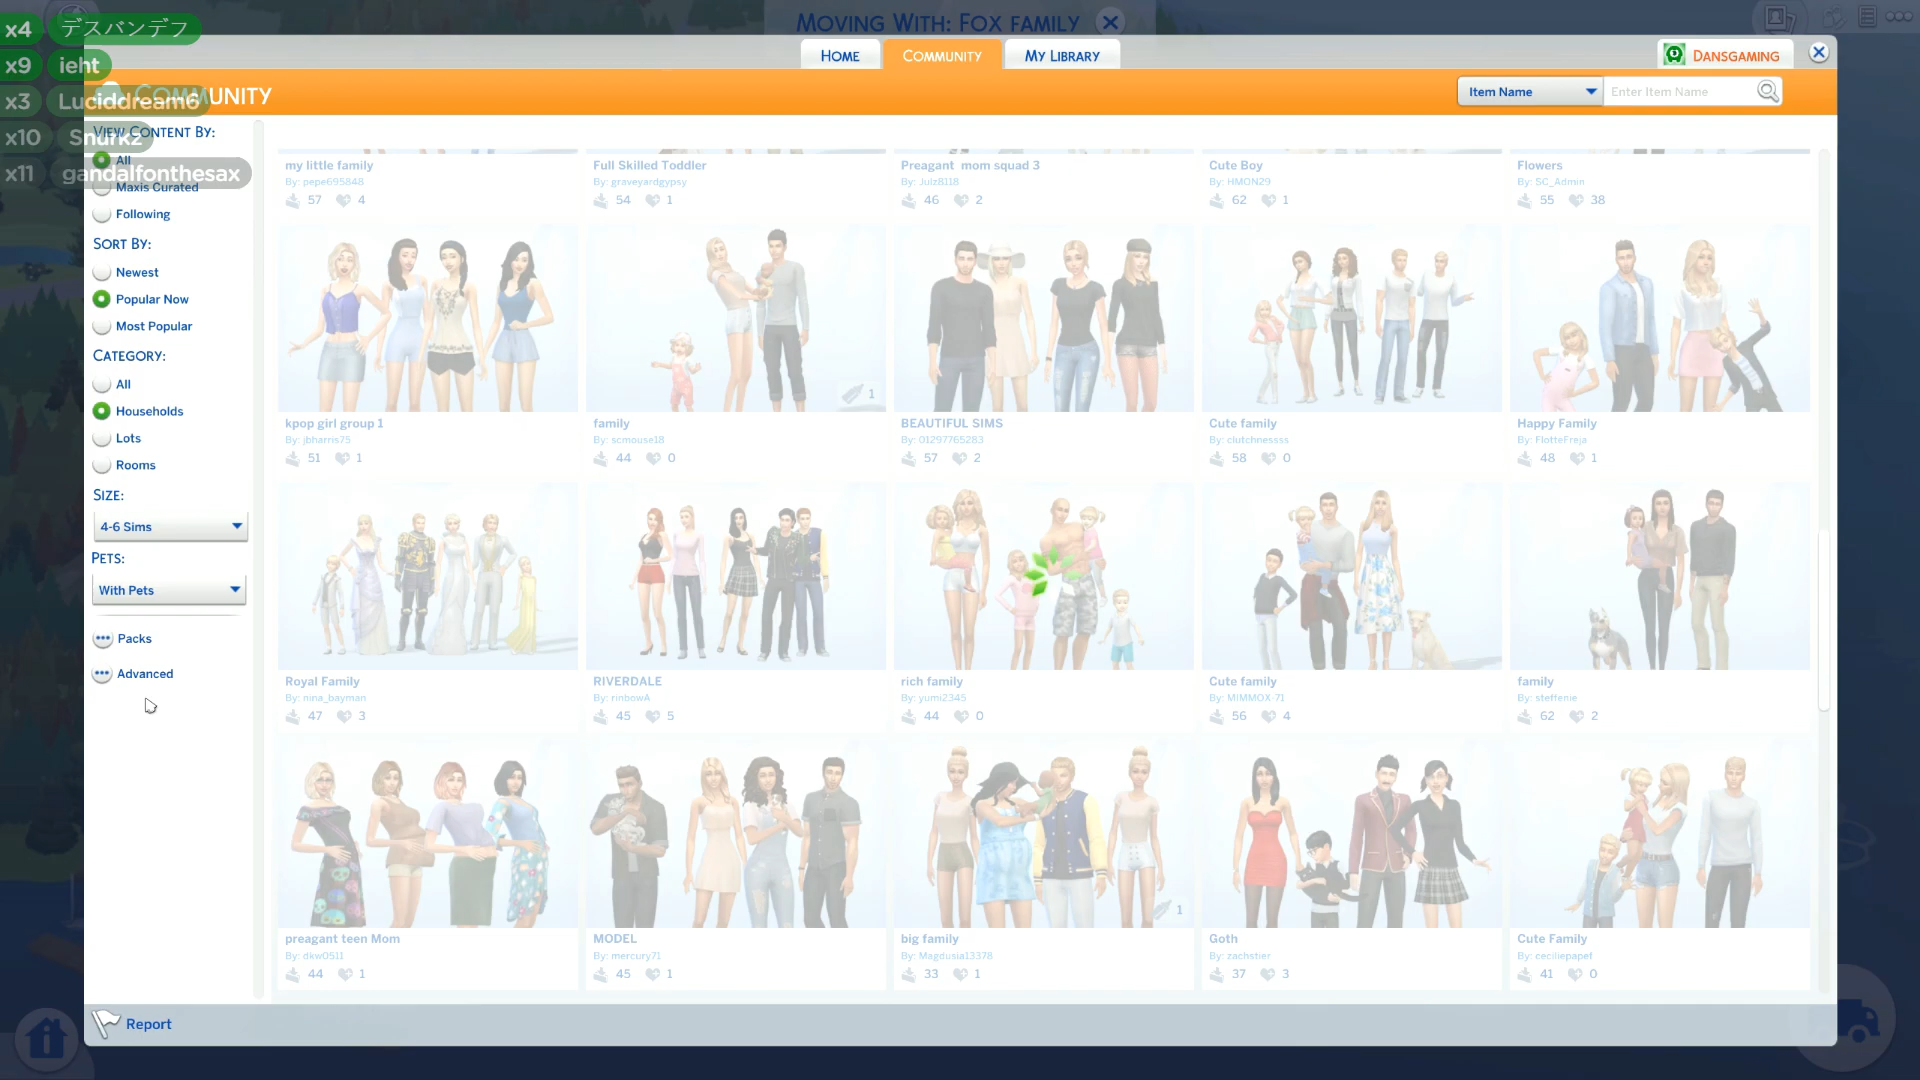 x4 デスバンデフ
MOVING WITH: FOX FAMILY
HOME COMMUNITY MY LIBRARY
DANSGAMING
x9 ieht
x3 Luciddream6
COMMUNITY
Item Name Enter Item Name
x10 Snurkz
VIEW CONTENT BY:
All
x11 gandalfonthesax
Maxis Curated
Following
SORT BY:
Newest
Popular Now
Most Popular
CATEGORY:
All
Households
Lots
Rooms
SIZE:
4-6 Sims
PETS:
With Pets
Packs
Advanced
my little family Full Skilled Toddler Preagant mom squad 3 Cute Boy Flowers
By: pepe695848 By: graveyardgypsy By: Julz8118 By: HMON29 By: SC_Admin
57 4 54 1 46 2 62 1 55 38
1
kpop girl group 1 family BEAUTIFUL SIMS Cute family Happy Family
By: jbharris75 By: scmouse18 By: 01297765283 By: clutchnessss By: FlotteFreja
51 1 44 0 57 2 58 0 48 1
Royal Family RIVERDALE rich family Cute family family
By: nina_bayman By: rinbowA By: yumi2345 By: MIMMOX-71 By: steffenie
47 3 45 5 44 0 56 4 62 2
1
preagant teen Mom MODEL big family Goth Cute Family
By: dkw0511 By: mercury71 By: Magdusia13378 By: zachstier By: ceciliepapef
44 1 45 1 33 1 37 3 41 0
Report